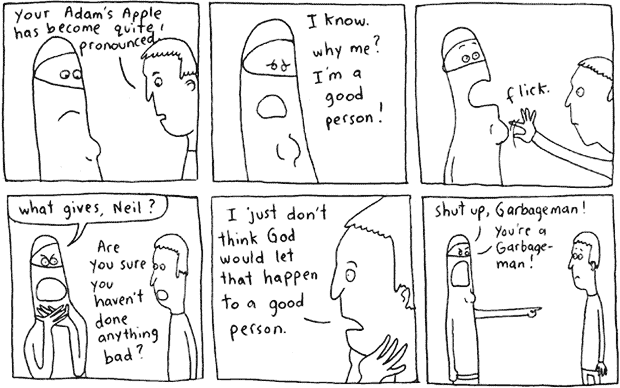 your Adam's Apple
has become quite
pronounced!
I know.
why me?
I'm a
good
person!
flick.
what gives, Neil?
Are
you sure
you
haven't
done
anything
bad?
I just don't
think God
would let
that happen
to a good
person.
Shut up, Garbageman!
You're a
Garbage-
man!